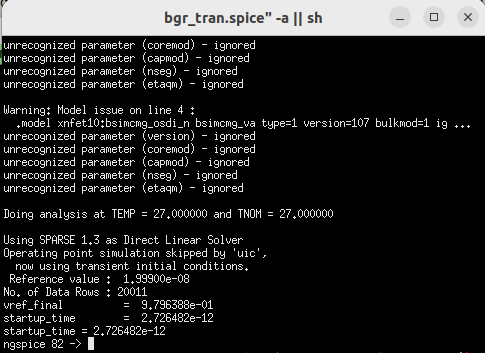 bgr_tran.spice" -a || sh
unrecognized parameter (coremod) - ignored
unrecognized parameter (capmod) - ignored
unrecognized parameter (nseg) - ignored
unrecognized parameter (etaqm) - ignored
Warning: Model issue on line 4 :
.model xnfet10:bsimcmg_osdi_n bsimcmg_va type=1 version=107 bulkmod=1 ig ...
unrecognized parameter (version) - ignored
unrecognized parameter (coremod) - ignored
unrecognized parameter (capmod) - ignored
unrecognized parameter (nseg) - ignored
unrecognized parameter (etaqm) - ignored
Doing analysis at TEMP = 27.000000 and TNOM = 27.000000
Using SPARSE 1.3 as Direct Linear Solver
Operating point simulation skipped by 'uic',
now using transient initial conditions.
Reference value : 1.99900e-08
No. of Data Rows : 20011
vref_final = 9.796388e-01
startup_time = 2.726482e-12
startup_time = 2.726482e-12
ngspice 82 ->